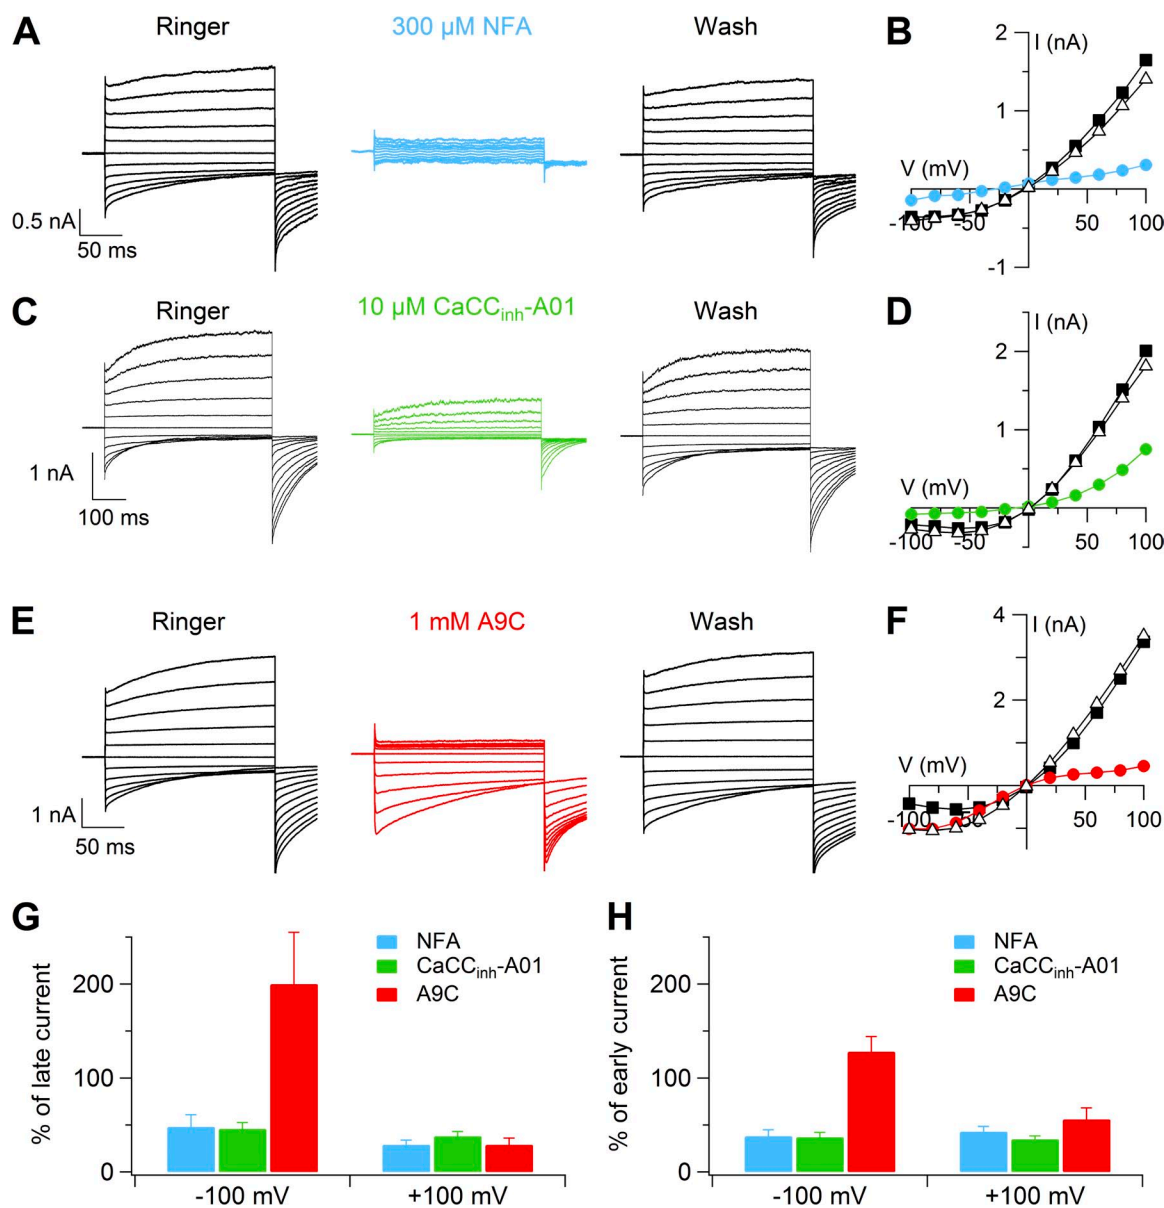 A
Ringer
300 µM NFA
Wash
0.5 nA
50 ms
B
I (nA)
2
1
V (mV)
-100
-50
50
100
-1
C
Ringer
10 µM CaCCinh-A01
Wash
1 nA
100 ms
D
I (nA)
2
1
V (mV)
-100
-50
50
100
E
Ringer
1 mM A9C
Wash
1 nA
50 ms
F
4
I (nA)
2
V (mV)
-100
-50
50
100
G
% of late current
200
100
0
NFA
CaCCinh-A01
A9C
-100 mV
+100 mV
H
% of early current
200
100
0
NFA
CaCCinh-A01
A9C
-100 mV
+100 mV